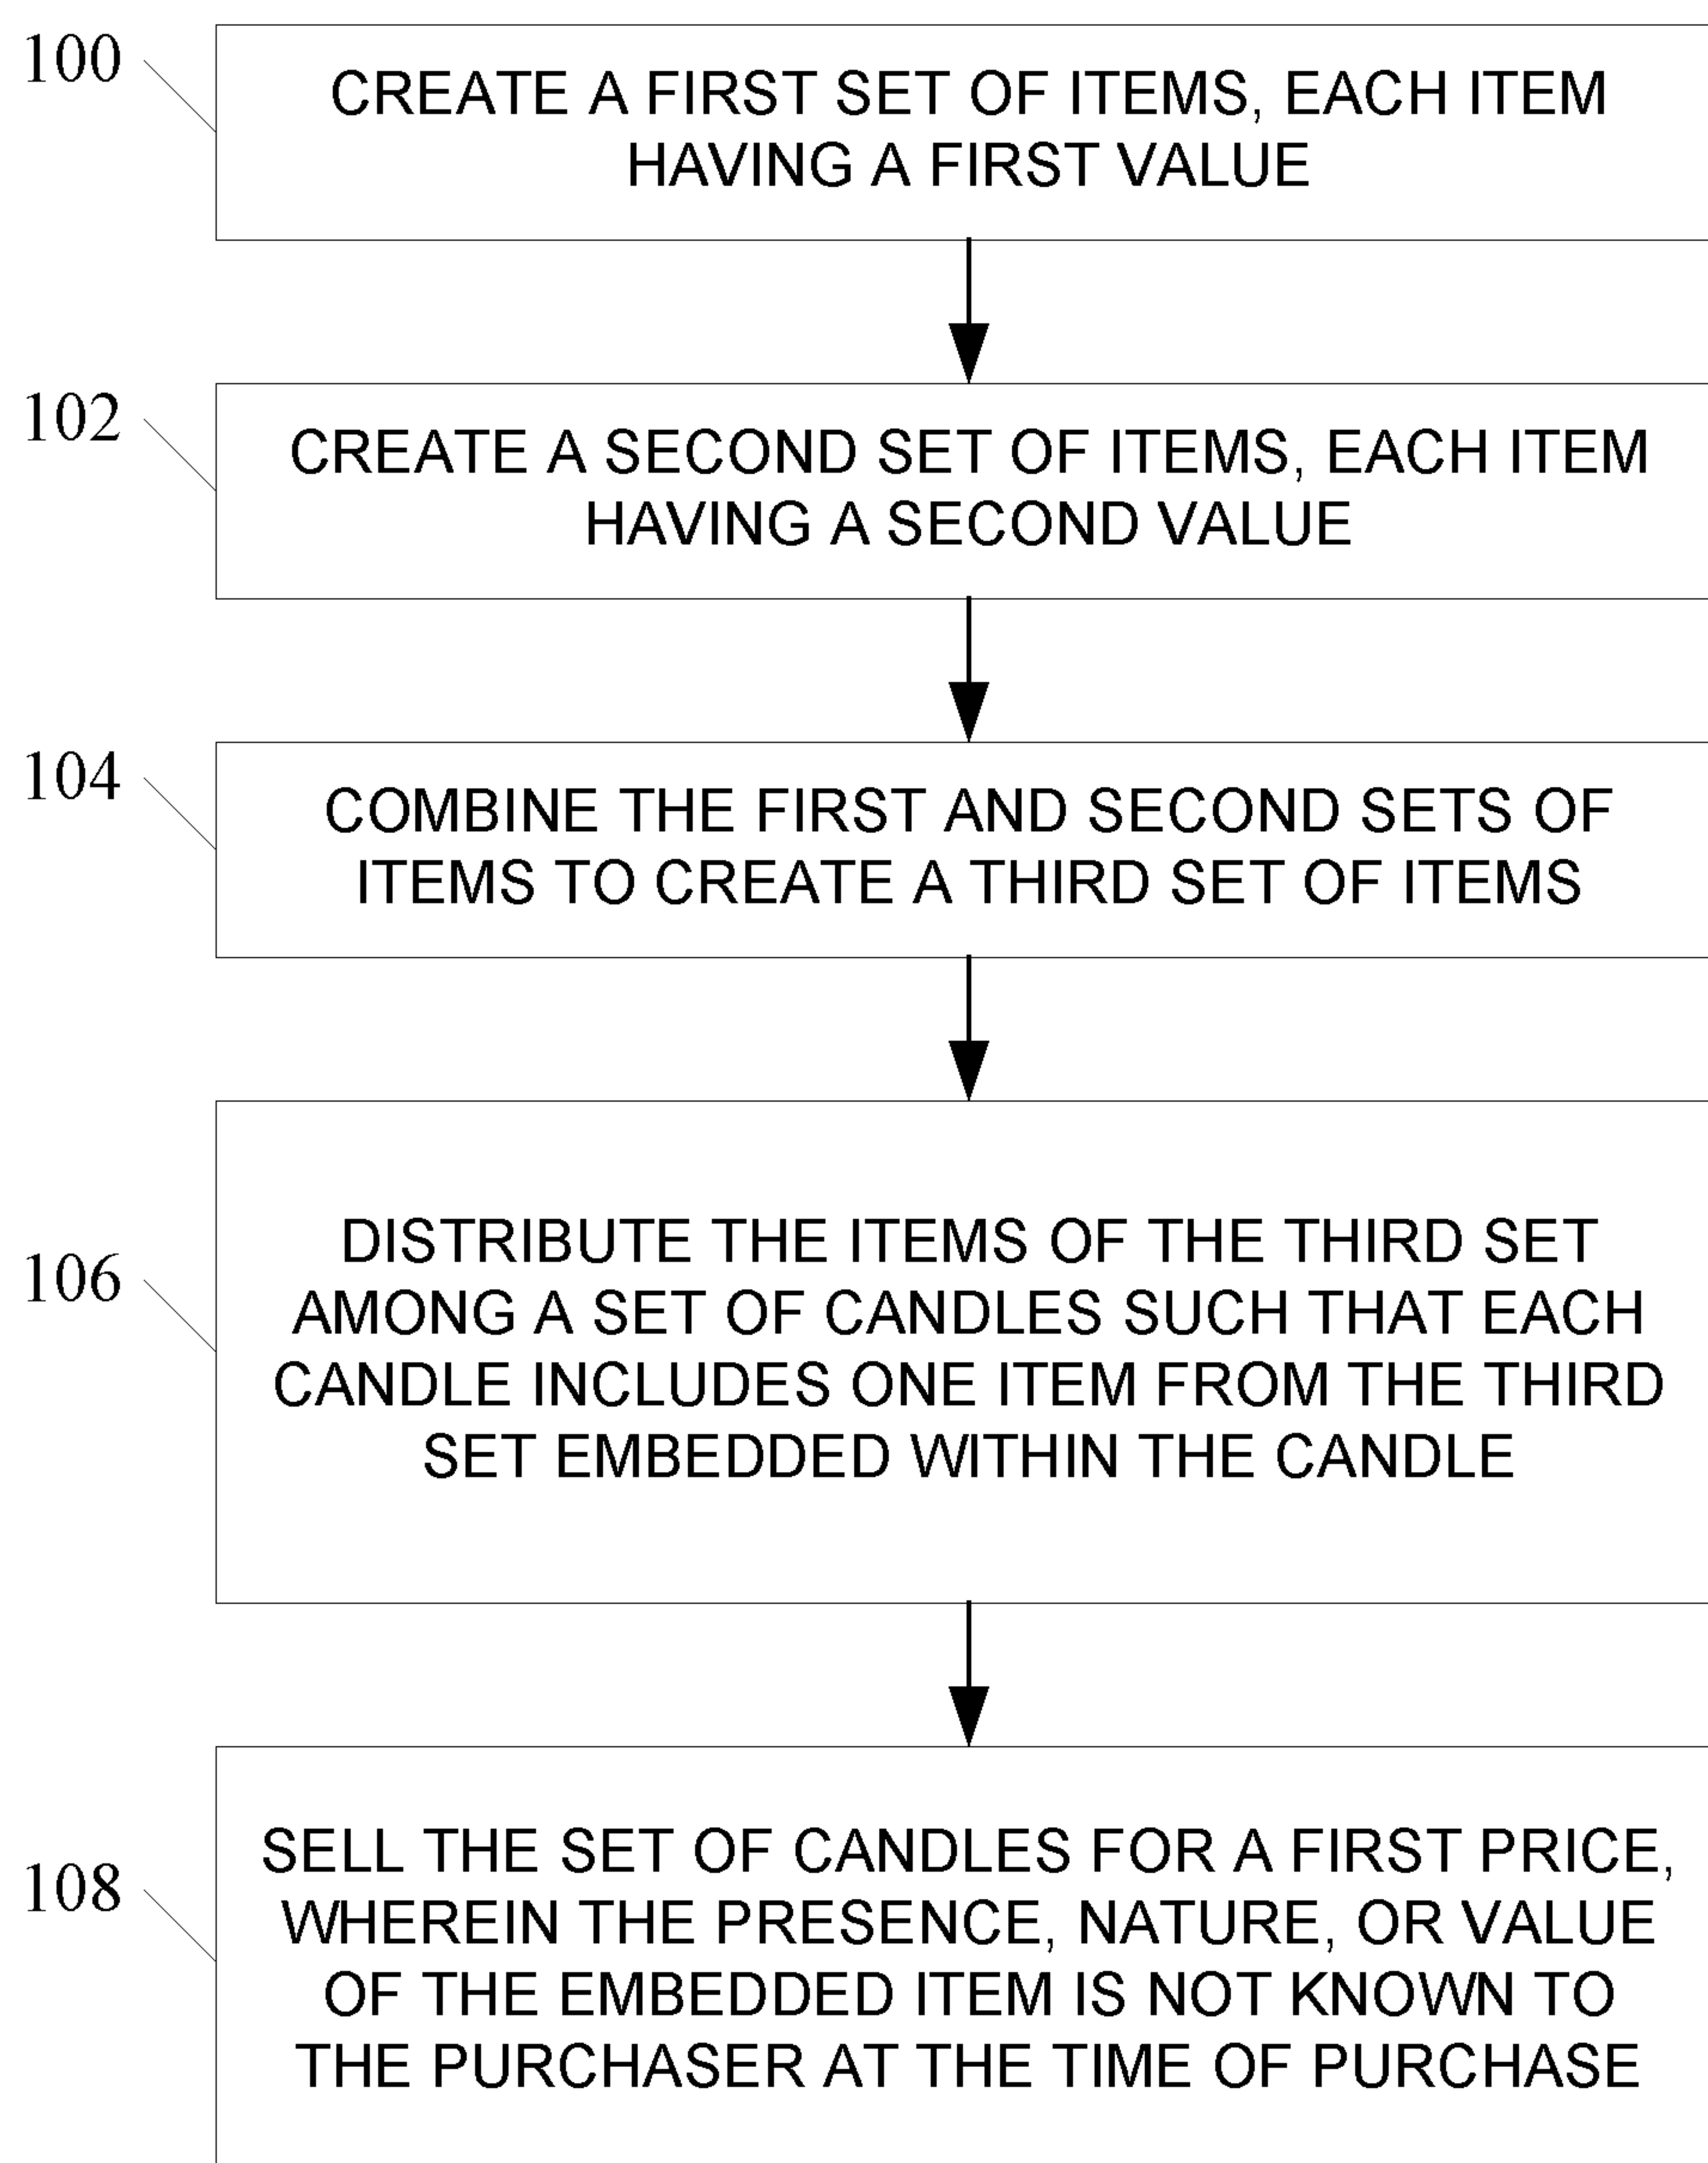 100
CREATE A FIRST SET OF ITEMS, EACH ITEM
HAVING A FIRST VALUE
102
CREATE A SECOND SET OF ITEMS, EACH ITEM
HAVING A SECOND VALUE
104
COMBINE THE FIRST AND SECOND SETS OF
ITEMS TO CREATE A THIRD SET OF ITEMS
106
DISTRIBUTE THE ITEMS OF THE THIRD SET
AMONG A SET OF CANDLES SUCH THAT EACH
CANDLE INCLUDES ONE ITEM FROM THE THIRD
SET EMBEDDED WITHIN THE CANDLE
108
SELL THE SET OF CANDLES FOR A FIRST PRICE,
WHEREIN THE PRESENCE, NATURE, OR VALUE
OF THE EMBEDDED ITEM IS NOT KNOWN TO
THE PURCHASER AT THE TIME OF PURCHASE